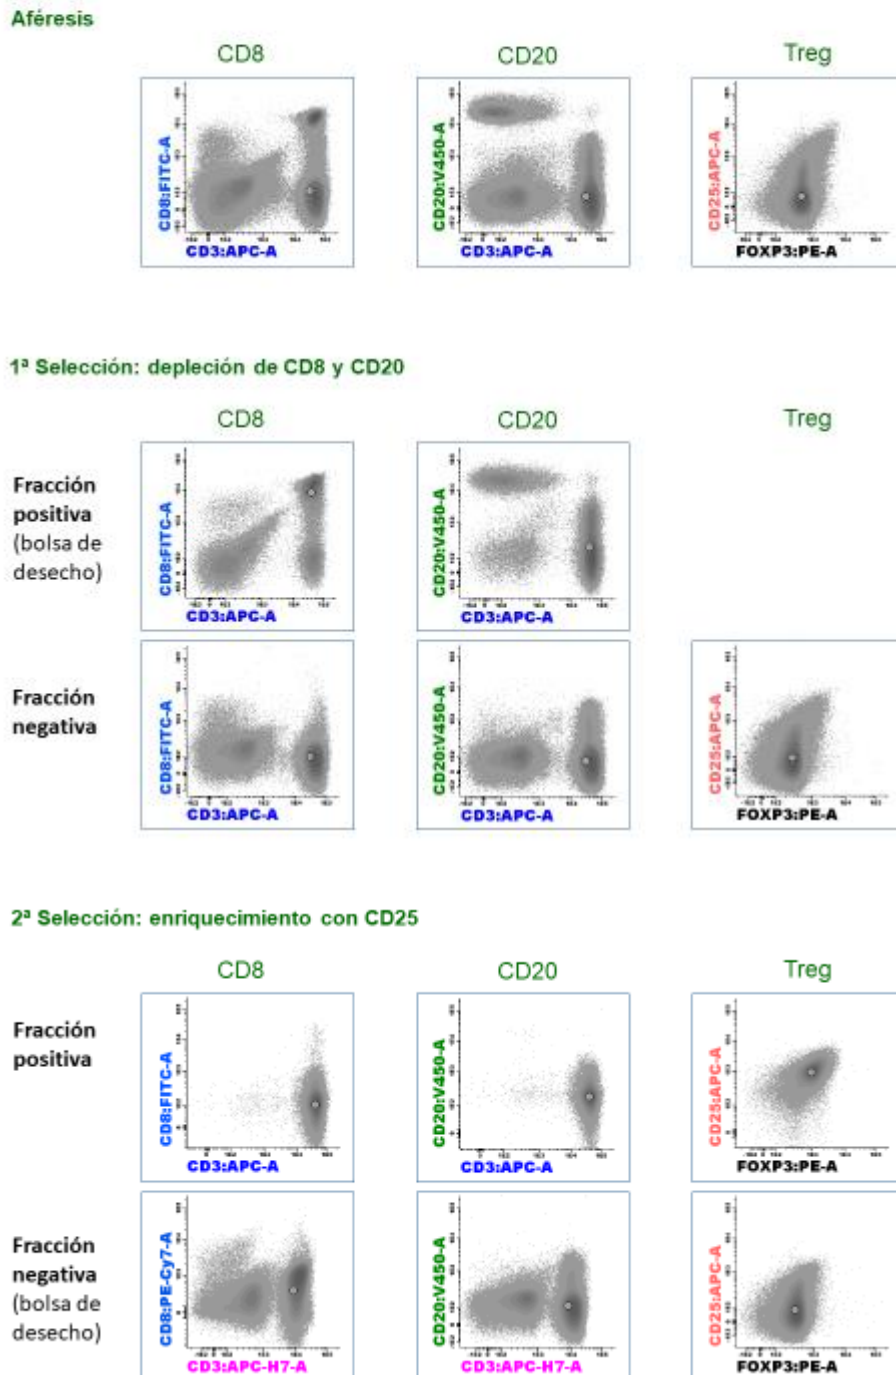 Aféresis
CD8
CD20
Treg
CD8:FITC-A
CD3:APC-A
CD20:V450-A
CD3:APC-A
CD25:APC-A
FOXP3:PE-A
1ª Selección: depleción de CD8 y CD20
CD8
CD20
Treg
Fracción
positiva
(bolsa de
desecho)
CD8:FITC-A
CD3:APC-A
CD20:V450-A
CD3:APC-A
Fracción
negativa
CD8:FITC-A
CD3:APC-A
CD20:V450-A
CD3:APC-A
CD25:APC-A
FOXP3:PE-A
2ª Selección: enriquecimiento con CD25
CD8
CD20
Treg
Fracción
positiva
CD8:FITC-A
CD3:APC-A
CD20:V450-A
CD3:APC-A
CD25:APC-A
FOXP3:PE-A
Fracción
negativa
(bolsa de
desecho)
CD8:PE-Cy7-A
CD3:APC-H7-A
CD20:V450-A
CD3:APC-H7-A
CD25:APC-A
FOXP3:PE-A